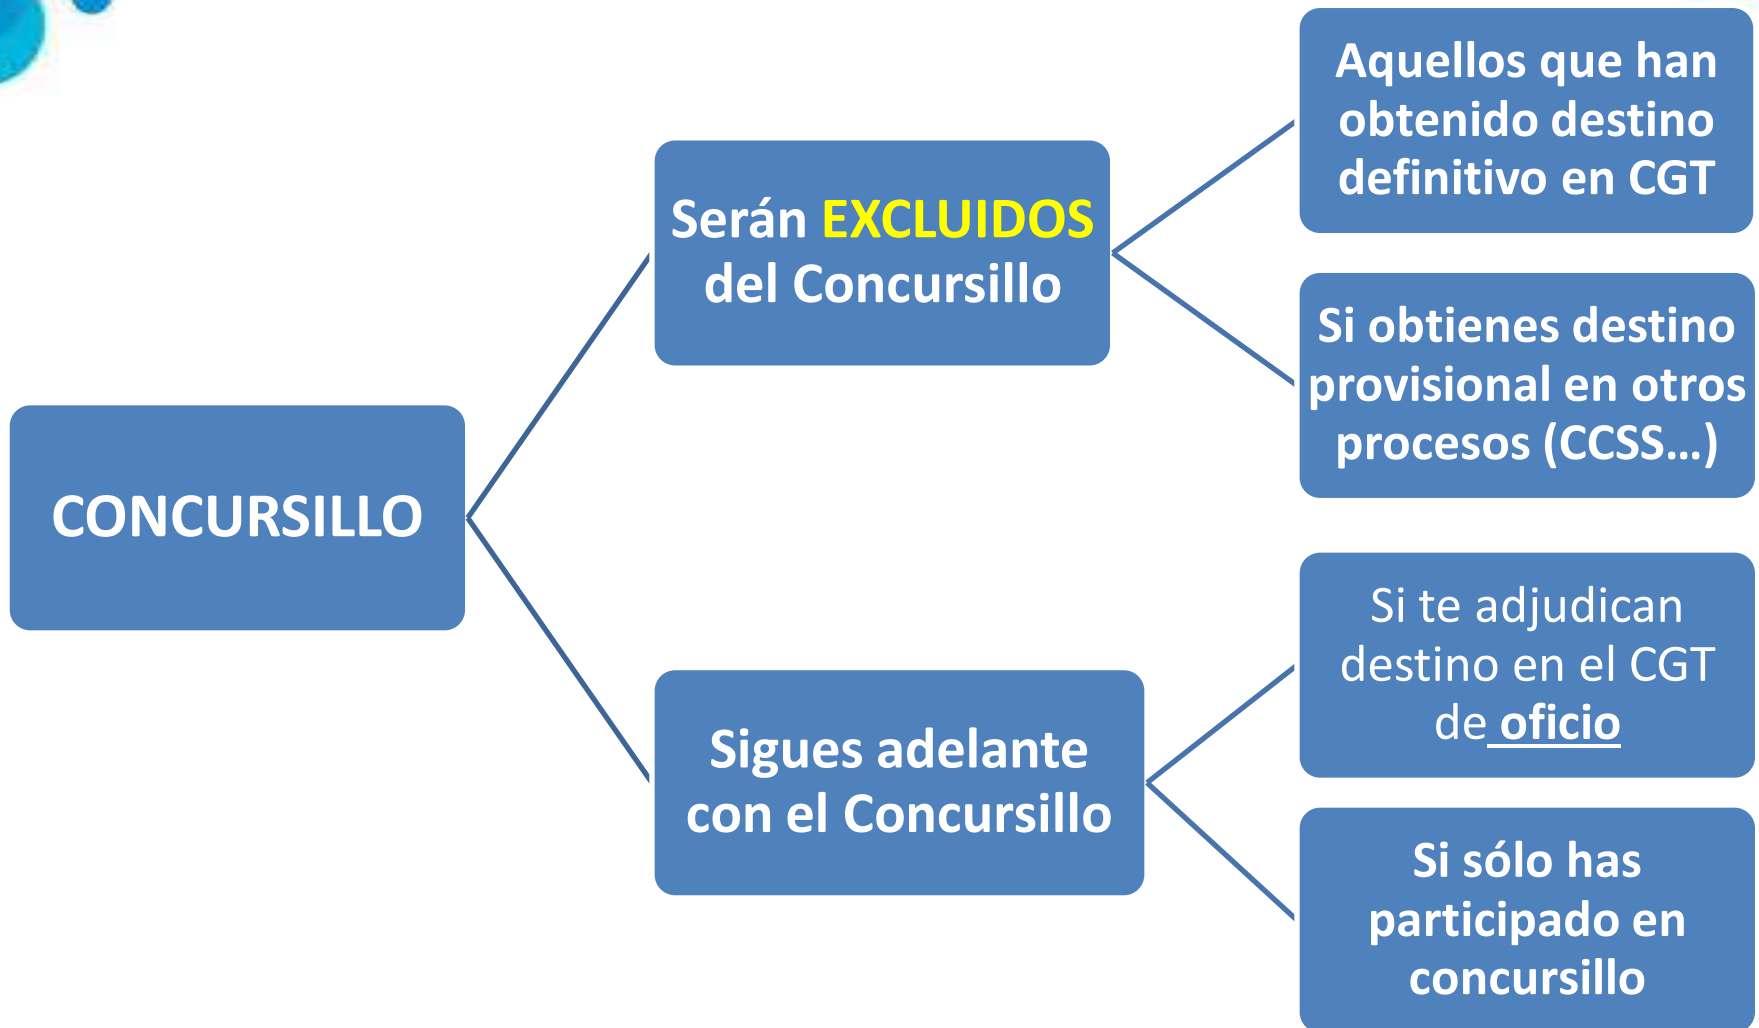 CONCURSILLO
Serán EXCLUIDOS
del Concursillo
Aquellos que han
obtenido destino
definitivo en CGT
Si obtienes destino
provisional en otros
procesos (CCSS...)
Sigues adelante
con el Concursillo
Si te adjudican
destino en el CGT
de oficio
Si sólo has
participado en
concursillo